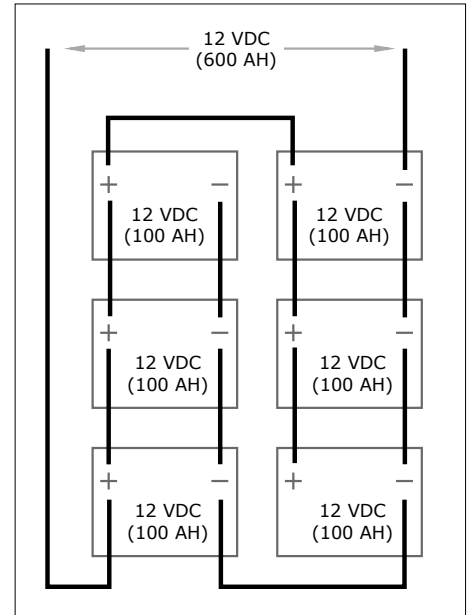 12 VDC
(600 AH)
+ −
12 VDC
(100 AH)
+ −
12 VDC
(100 AH)
+ −
12 VDC
(100 AH)
+ −
12 VDC
(100 AH)
+ −
12 VDC
(100 AH)
+ −
12 VDC
(100 AH)